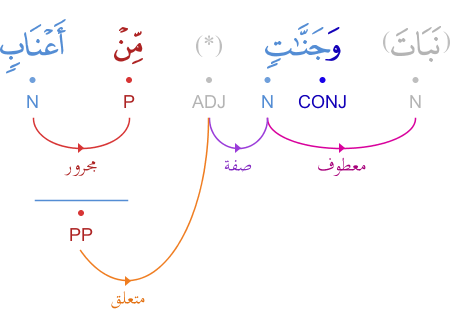 (نَبَاتَ) وَجَنَّٰتٍ (*) مِّنْ أَعْنَابٍ
N CONJ N ADJ P N
معطوف صفة مجرور
PP
متعلق